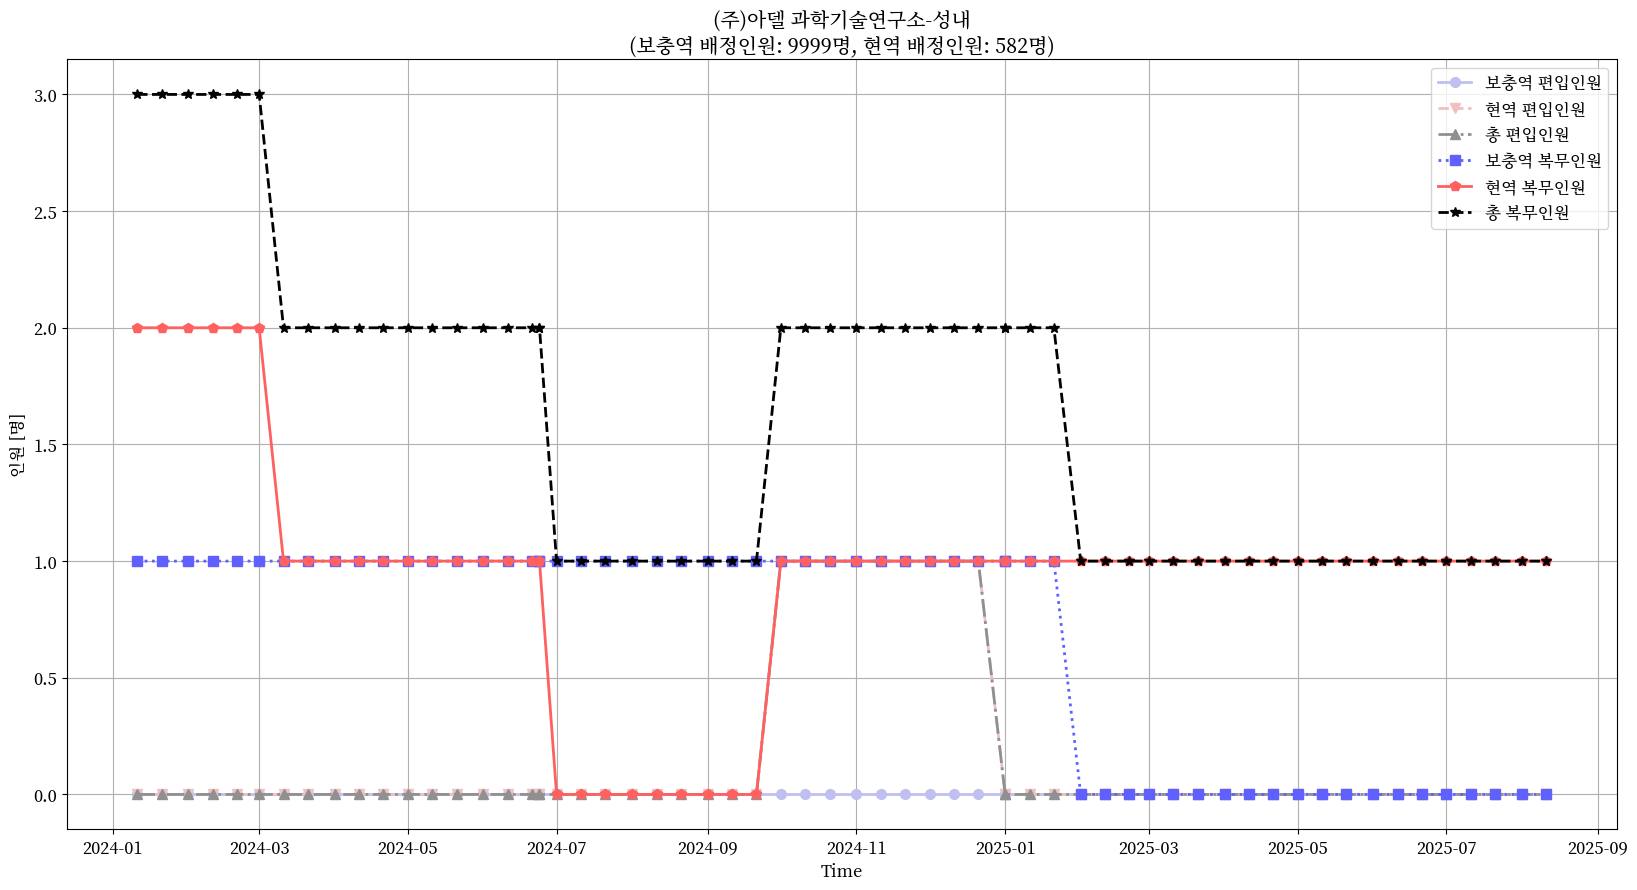 (주)아델 과학기술연구소-성내
(보충역 배정인원: 9999명, 현역 배정인원: 582명)
보충역 편입인원
현역 편입인원
총 편입인원
보충역 복무인원
현역 복무인원
총 복무인원
인원 [명]
3.0
2.5
2.0
1.5
1.0
0.5
0.0
2024-01
2024-03
2024-05
2024-07
2024-09
2024-11
2025-01
2025-03
2025-05
2025-07
2025-09
Time